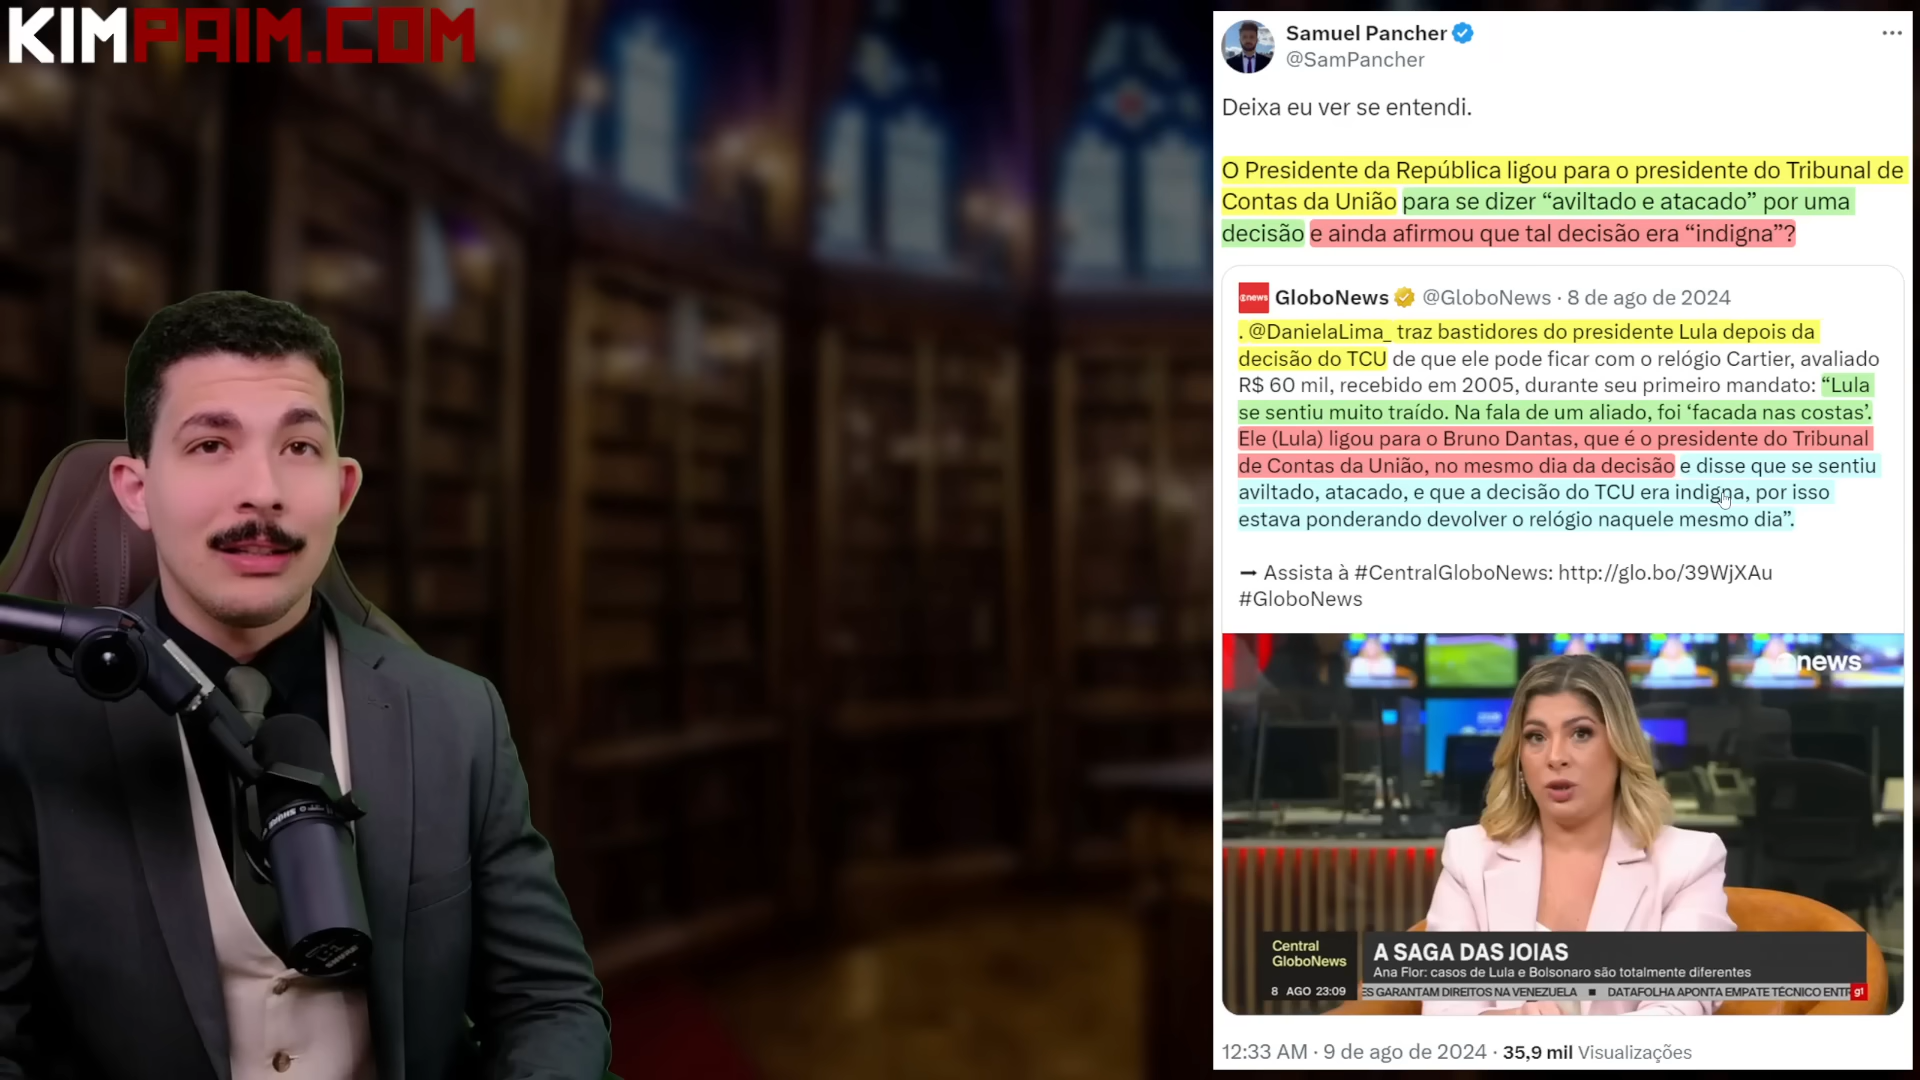 KIMPAIM.COM
Samuel Pancher
@SamPancher
Deixa eu ver se entendi.
O Presidente da República ligou para o presidente do Tribunal de
Contas da União para se dizer “aviltado e atacado” por uma
decisão e ainda afirmou que tal decisão era “indigna”?
GloboNews @GloboNews · 8 de ago de 2024
. @DanielaLima_ traz bastidores do presidente Lula depois da
decisão do TCU de que ele pode ficar com o relógio Cartier, avaliado
R$ 60 mil, recebido em 2005, durante seu primeiro mandato: “Lula
se sentiu muito traído. Na fala de um aliado, foi ‘facada nas costas’.
Ele (Lula) ligou para o Bruno Dantas, que é o presidente do Tribunal
de Contas da União, no mesmo dia da decisão e disse que se sentiu
aviltado, atacado, e que a decisão do TCU era indigna, por isso
estava ponderando devolver o relógio naquele mesmo dia”.
➞ Assista à #CentralGloboNews: http://glo.bo/39WjXAu
#GloboNews
news
Central
GloboNews
A SAGA DAS JOIAS
Ana Flor: casos de Lula e Bolsonaro são totalmente diferentes
8 AGO 23:09 ES GARANTAM DIREITOS NA VENEZUELA ■ DATAFOLHA APONTA EMPATE TÉCNICO ENTR g1
12:33 AM · 9 de ago de 2024 · 35,9 mil Visualizações